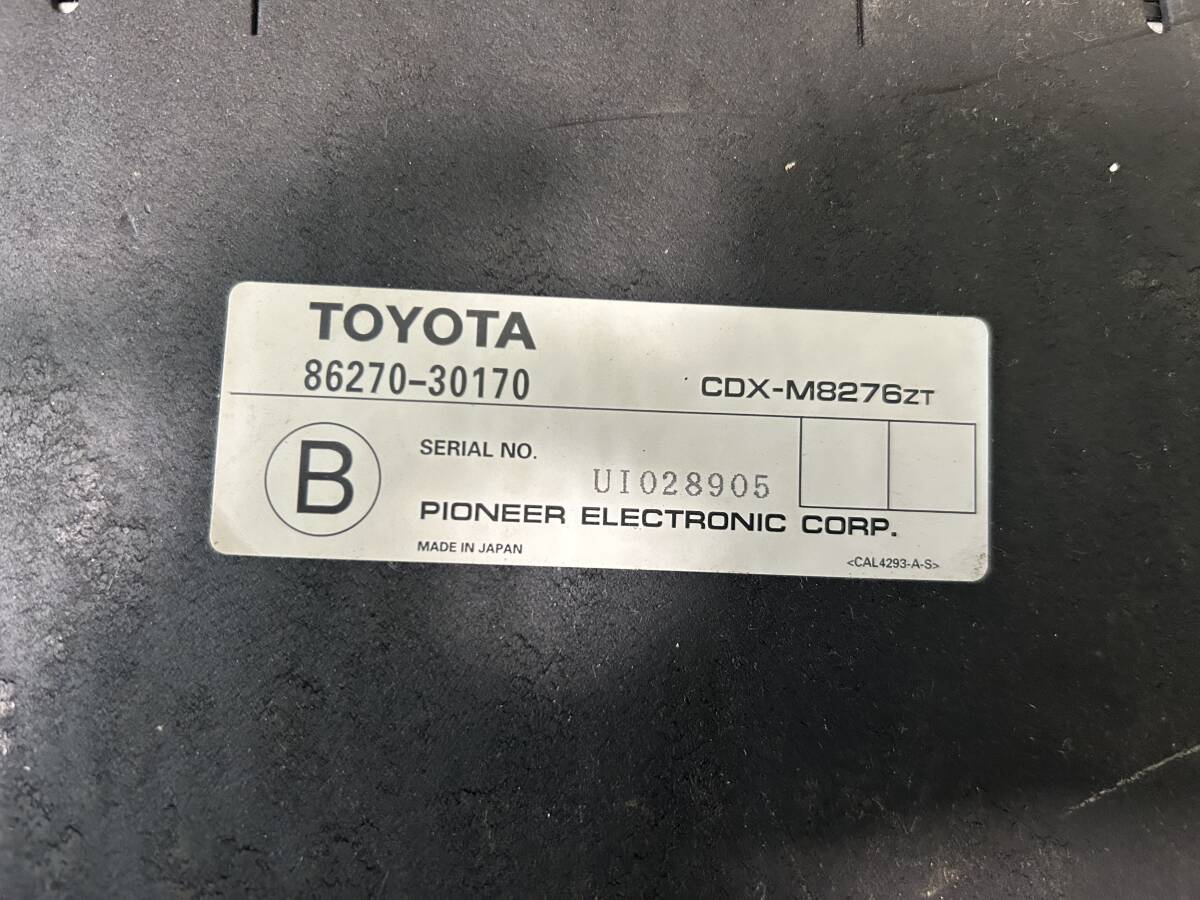 TOYOTA
86270-30170
CDX-M8276ZT
B
SERIAL NO.
UI028905
PIONEER ELECTRONIC CORP.
MADE IN JAPAN
<CAL4293-A-S>